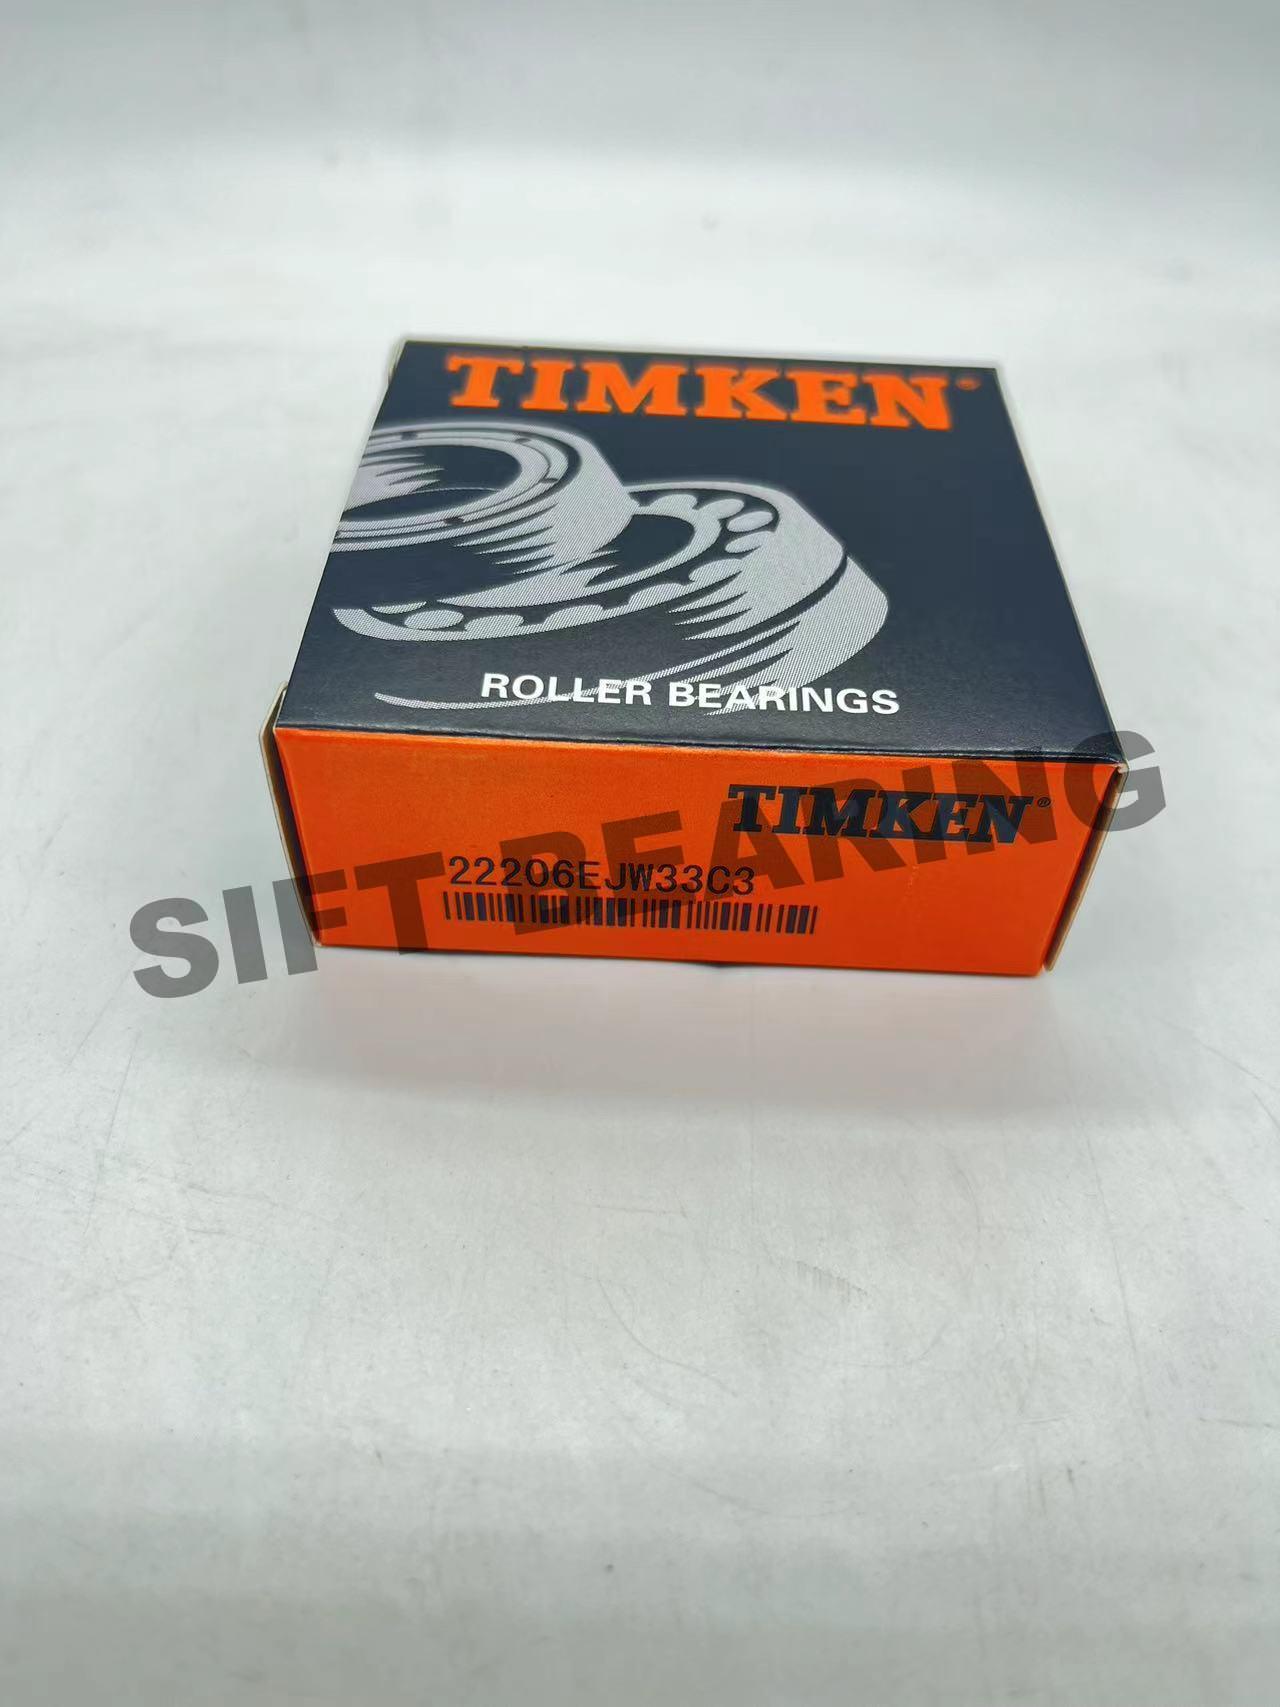 TIMKEN®
ROLLER BEARINGS
TIMKEN®
22206EJW33C3
SIFT BEARING